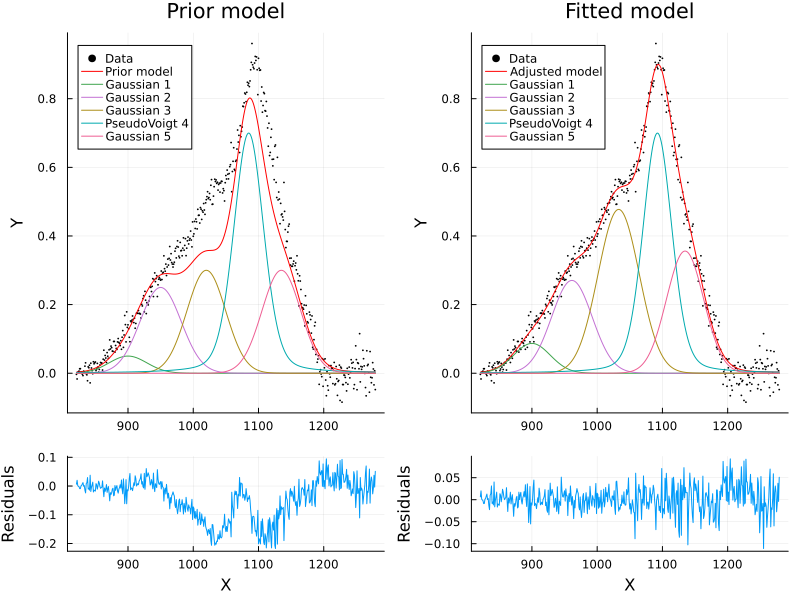 Prior model
Data
Prior model
Gaussian 1
Gaussian 2
Gaussian 3
PseudoVoigt 4
Gaussian 5
Y
0.8
0.6
0.4
0.2
0.0
900 1000 1100 1200
Residuals
0.1
0.0
−0.1
−0.2
900 1000 1100 1200
X
Fitted model
Data
Adjusted model
Gaussian 1
Gaussian 2
Gaussian 3
PseudoVoigt 4
Gaussian 5
Y
0.8
0.6
0.4
0.2
0.0
900 1000 1100 1200
Residuals
0.05
0.00
−0.05
−0.10
900 1000 1100 1200
X